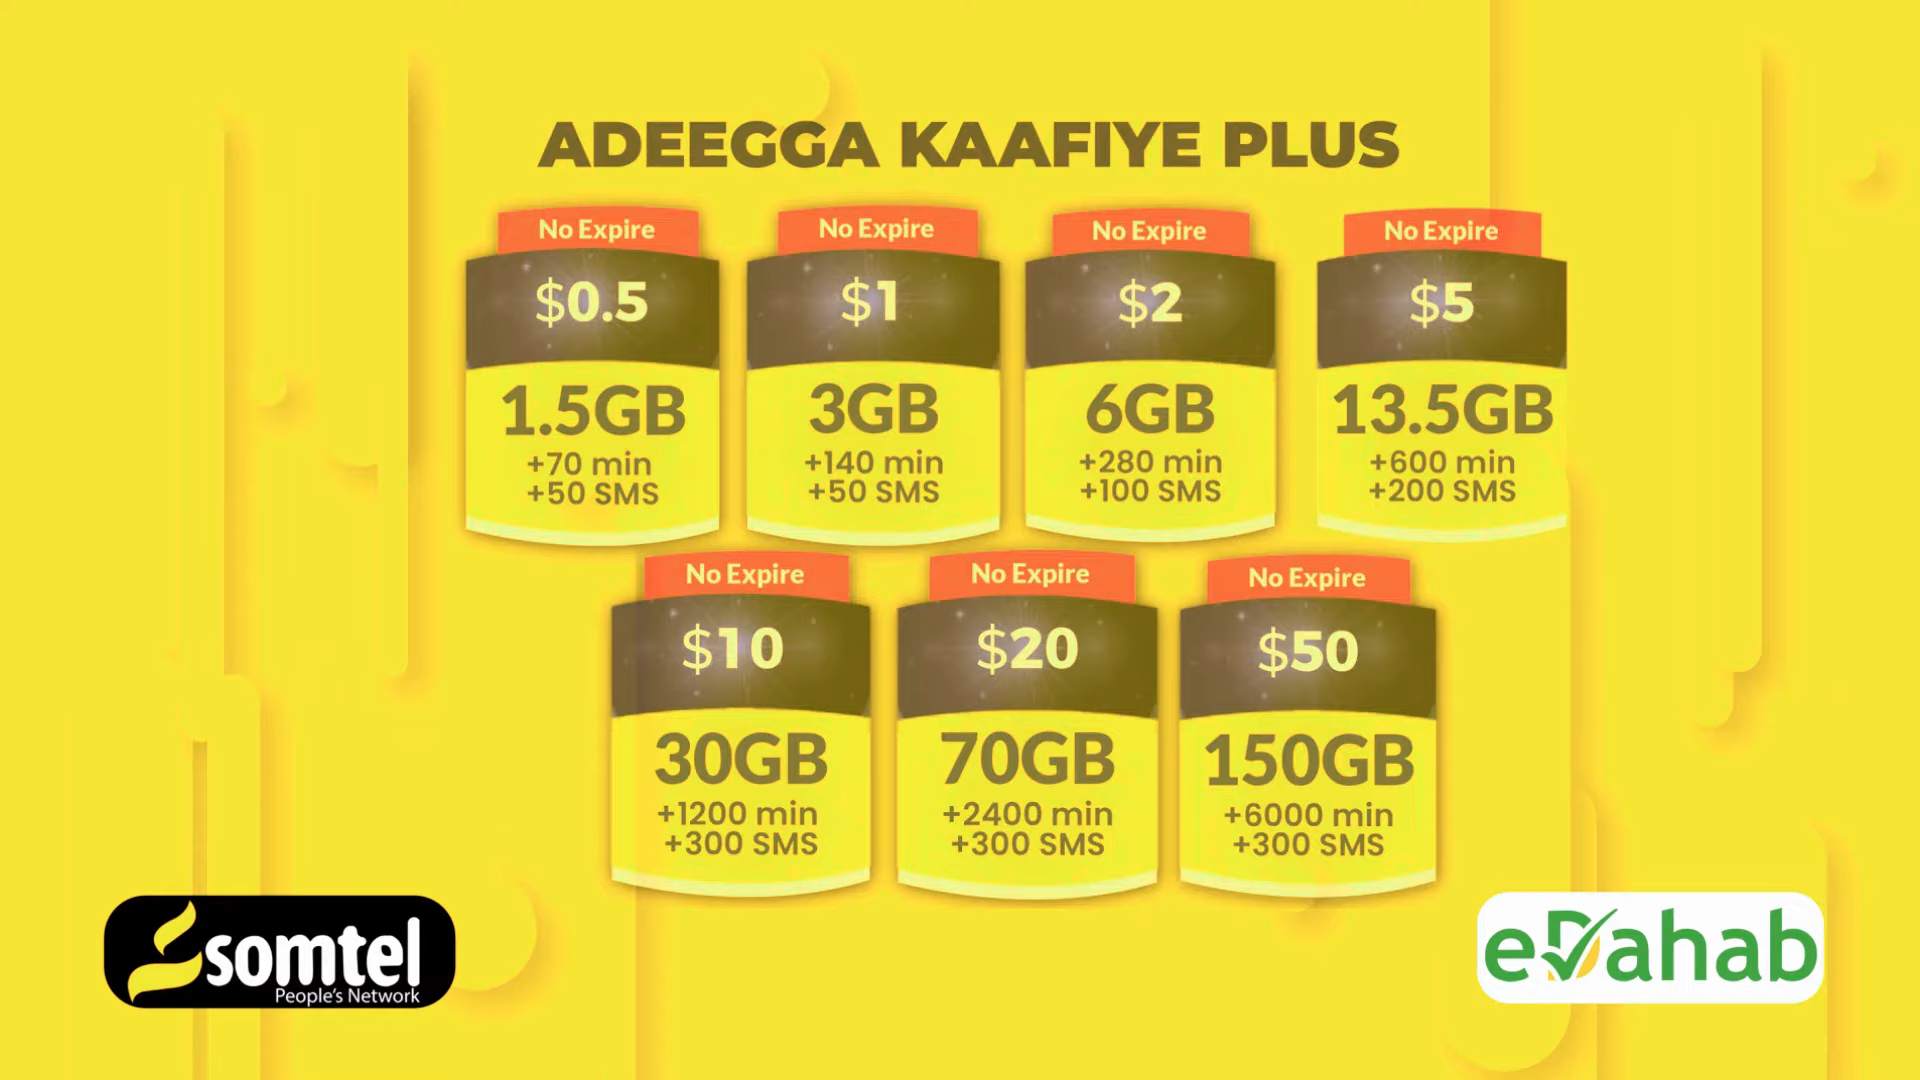 ADEEGGA KAAFIYE PLUS
No Expire
$0.5
1.5GB
+70 min
+50 SMS
No Expire
$1
3GB
+140 min
+50 SMS
No Expire
$2
6GB
+280 min
+100 SMS
No Expire
$5
13.5GB
+600 min
+200 SMS
No Expire
$10
30GB
+1200 min
+300 SMS
No Expire
$20
70GB
+2400 min
+300 SMS
No Expire
$50
150GB
+6000 min
+300 SMS
somtel
People's Network
eDahab